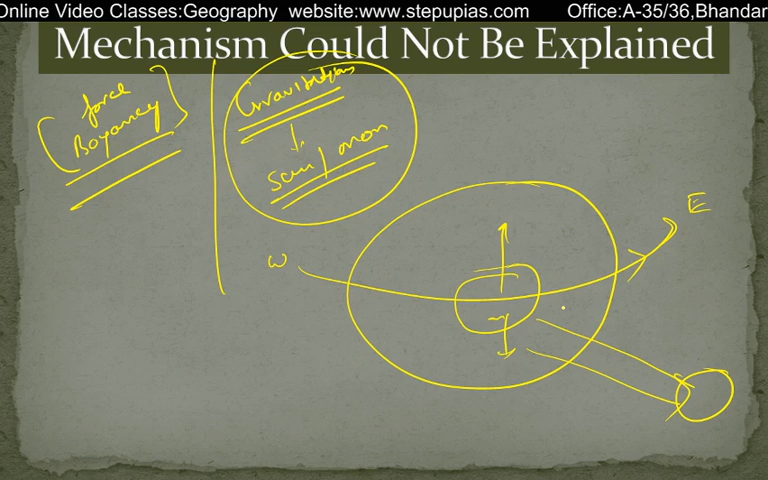 Online Video Classes:Geography website:www.stepupias.com Office:A-35/36,Bhandar
Mechanism Could Not Be Explained
force
Boyancy
Gravitation
Sun/ moon
W
E